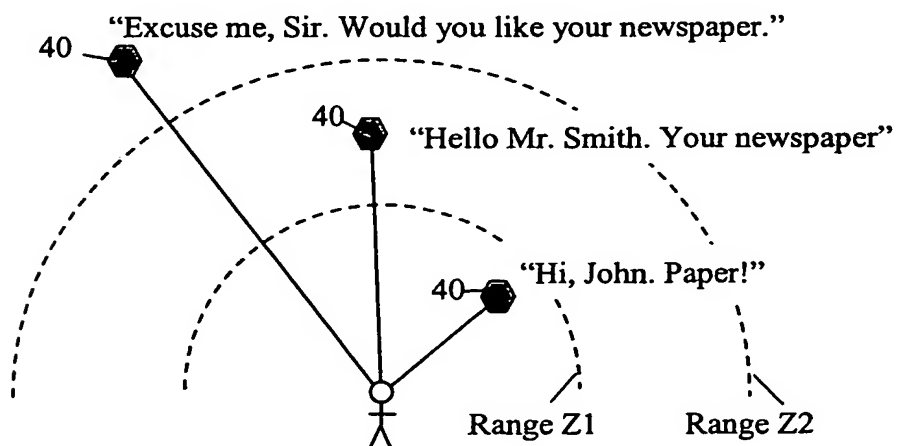 “Excuse me, Sir. Would you like your newspaper.”
40
40
“Hello Mr. Smith. Your newspaper”
“Hi, John. Paper!”
40
Range Z1
Range Z2